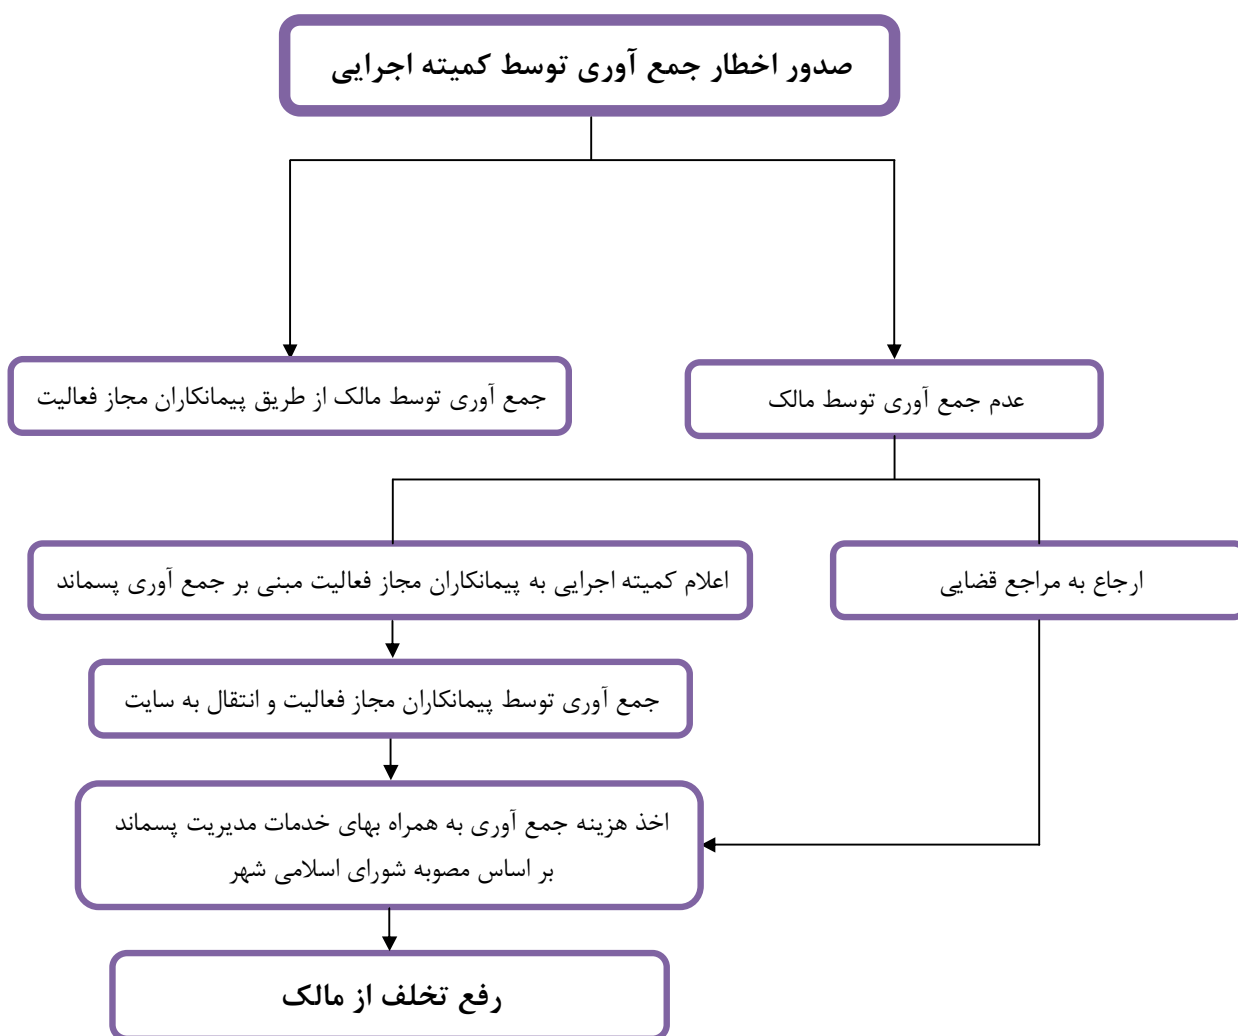 صدور اخطار جمع آوری توسط کمیته اجرایی
عدم جمع آوری توسط مالک
جمع آوری توسط مالک از طریق پیمانکاران مجاز فعالیت
ارجاع به مراجع قضایی
اعلام کمیته اجرایی به پیمانکاران مجاز فعالیت مبنی بر جمع آوری پسماند
جمع آوری توسط پیمانکاران مجاز فعالیت و انتقال به سایت
اخذ هزینه جمع آوری به همراه بهای خدمات مدیریت پسماند
بر اساس مصوبه شورای اسلامی شهر
رفع تخلف از مالک